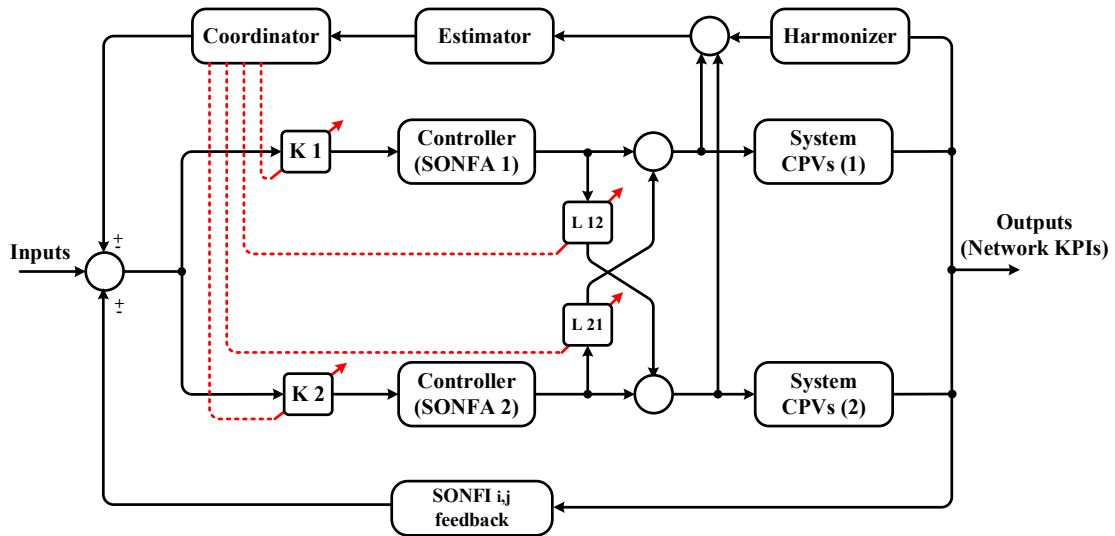 Coordinator
Estimator
Harmonizer
K 1
Controller
(SONFA 1)
System
CPVs (1)
L 12
Inputs
±
±
Outputs
(Network KPIs)
L 21
K 2
Controller
(SONFA 2)
System
CPVs (2)
SONFI i,j
feedback